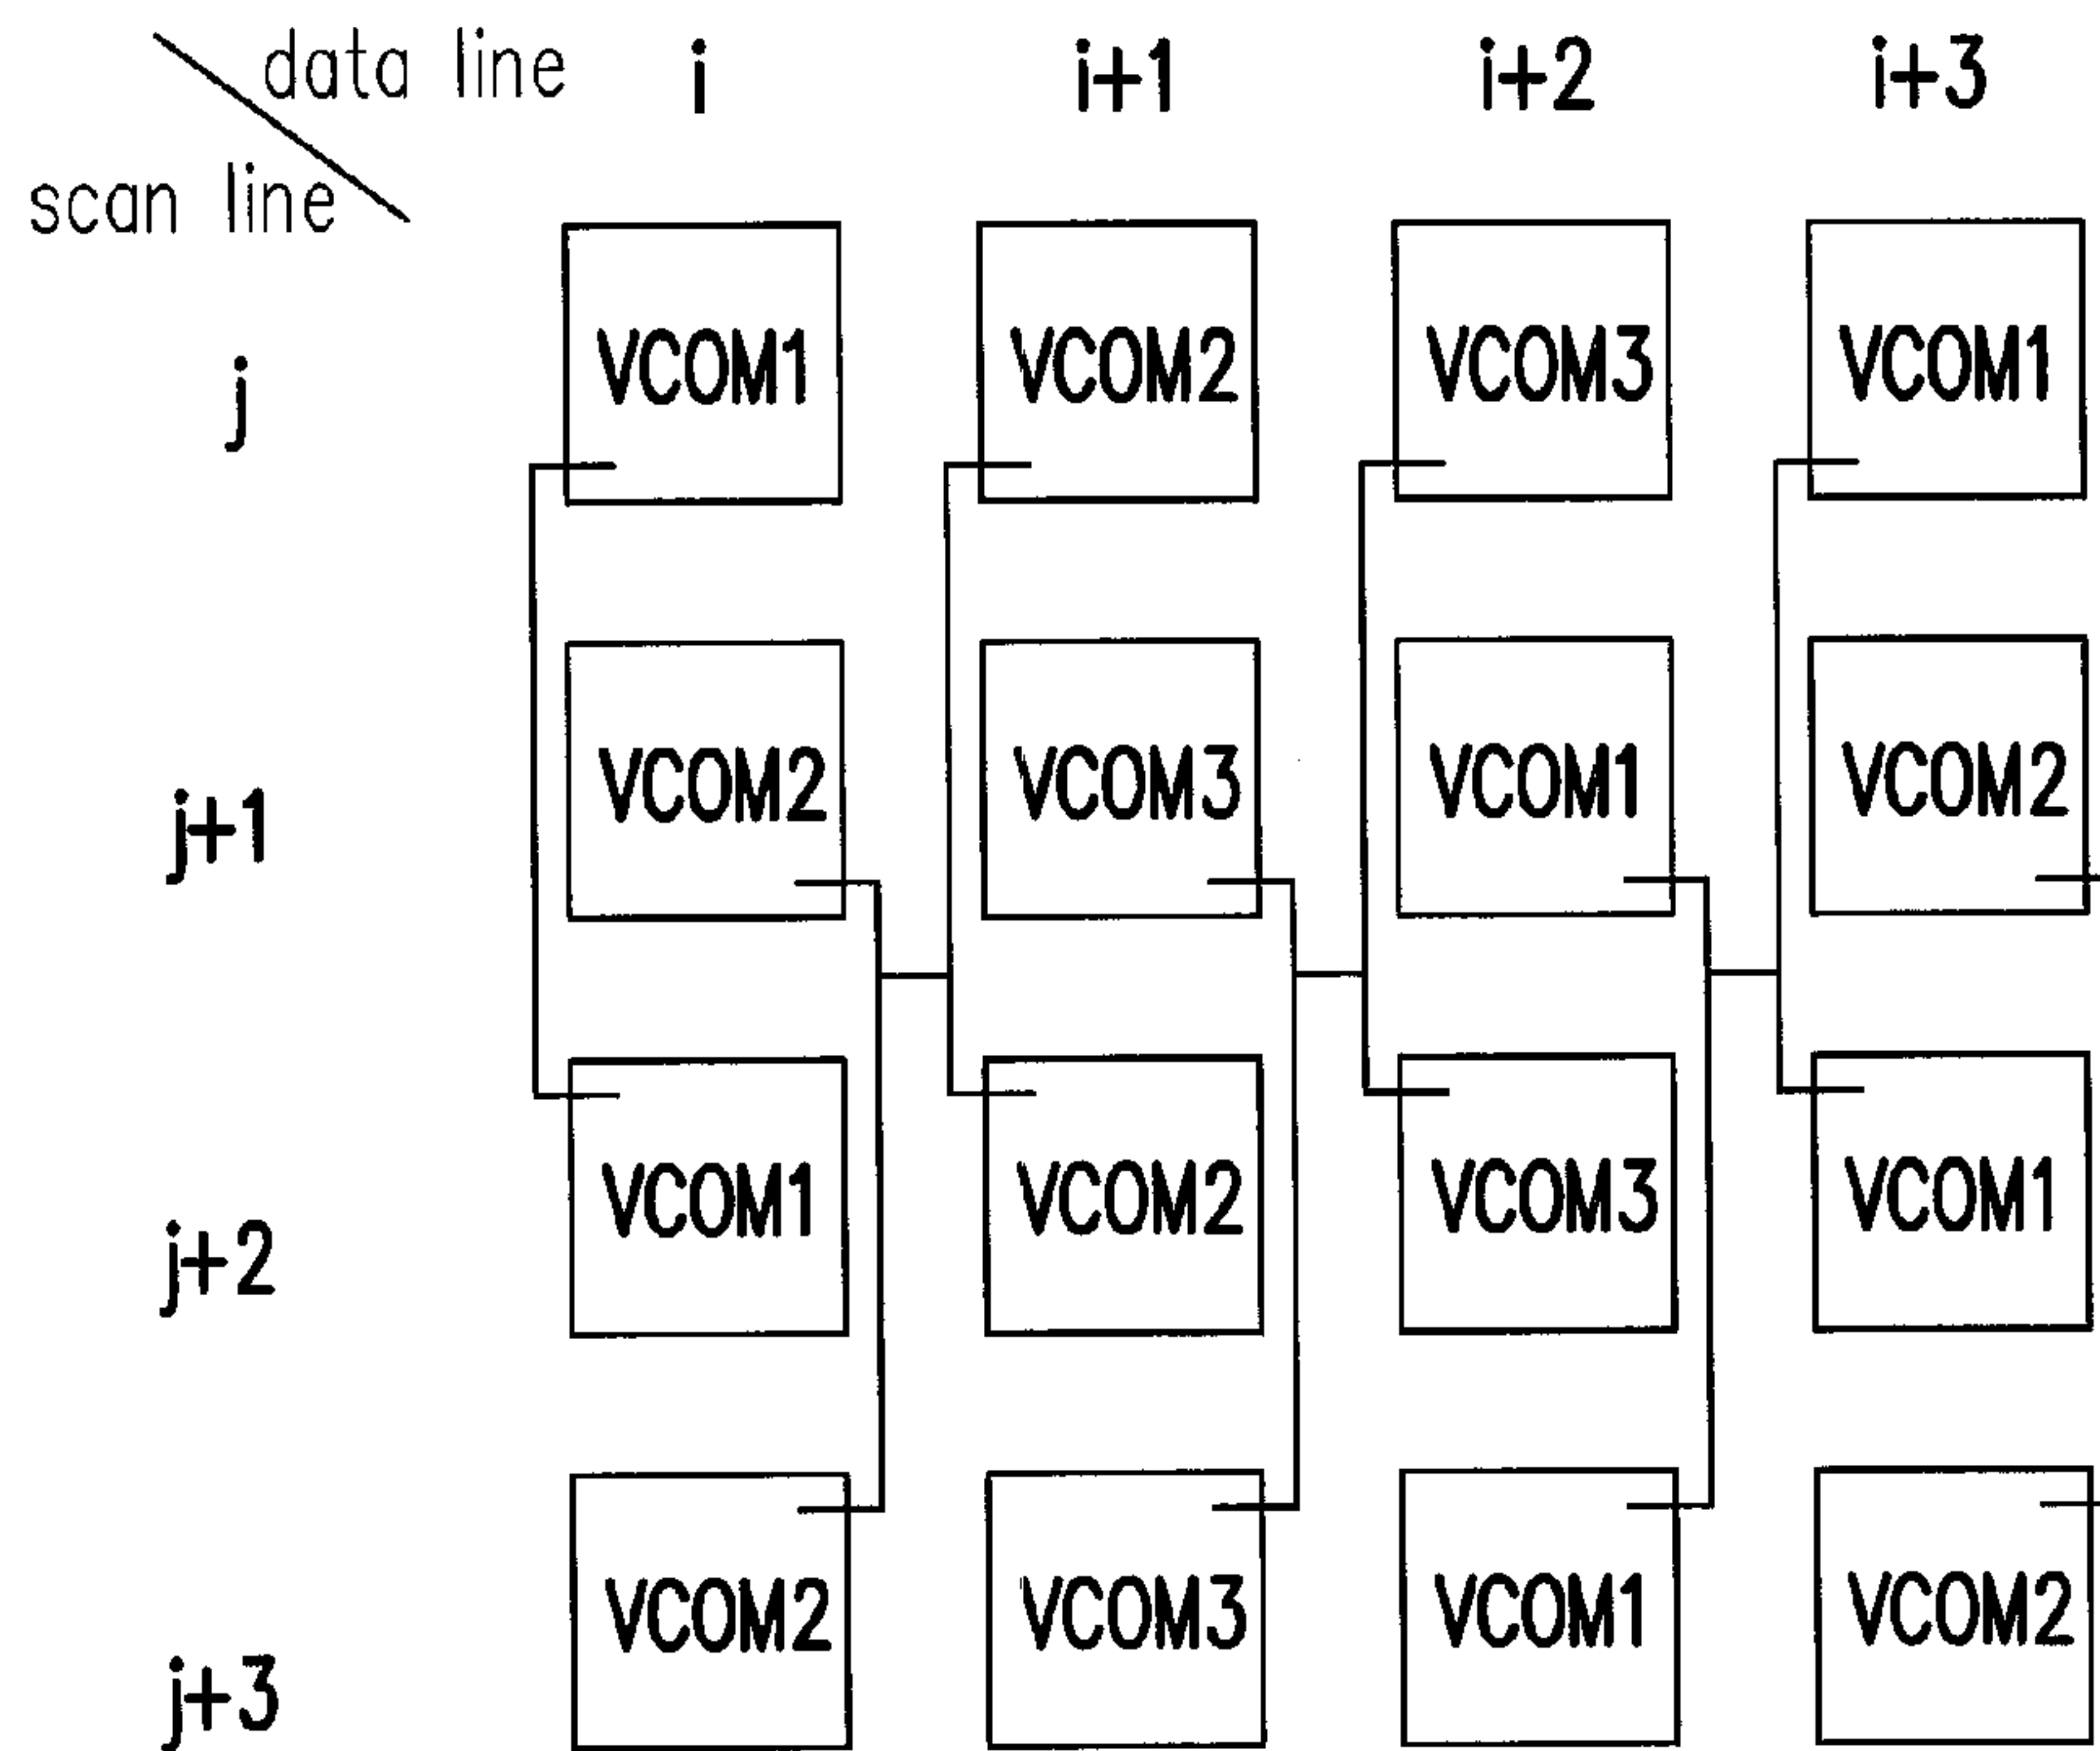 data line i i+1 i+2 i+3
scan line
j VCOM1 VCOM2 VCOM3 VCOM1
j+1 VCOM2 VCOM3 VCOM1 VCOM2
j+2 VCOM1 VCOM2 VCOM3 VCOM1
j+3 VCOM2 VCOM3 VCOM1 VCOM2